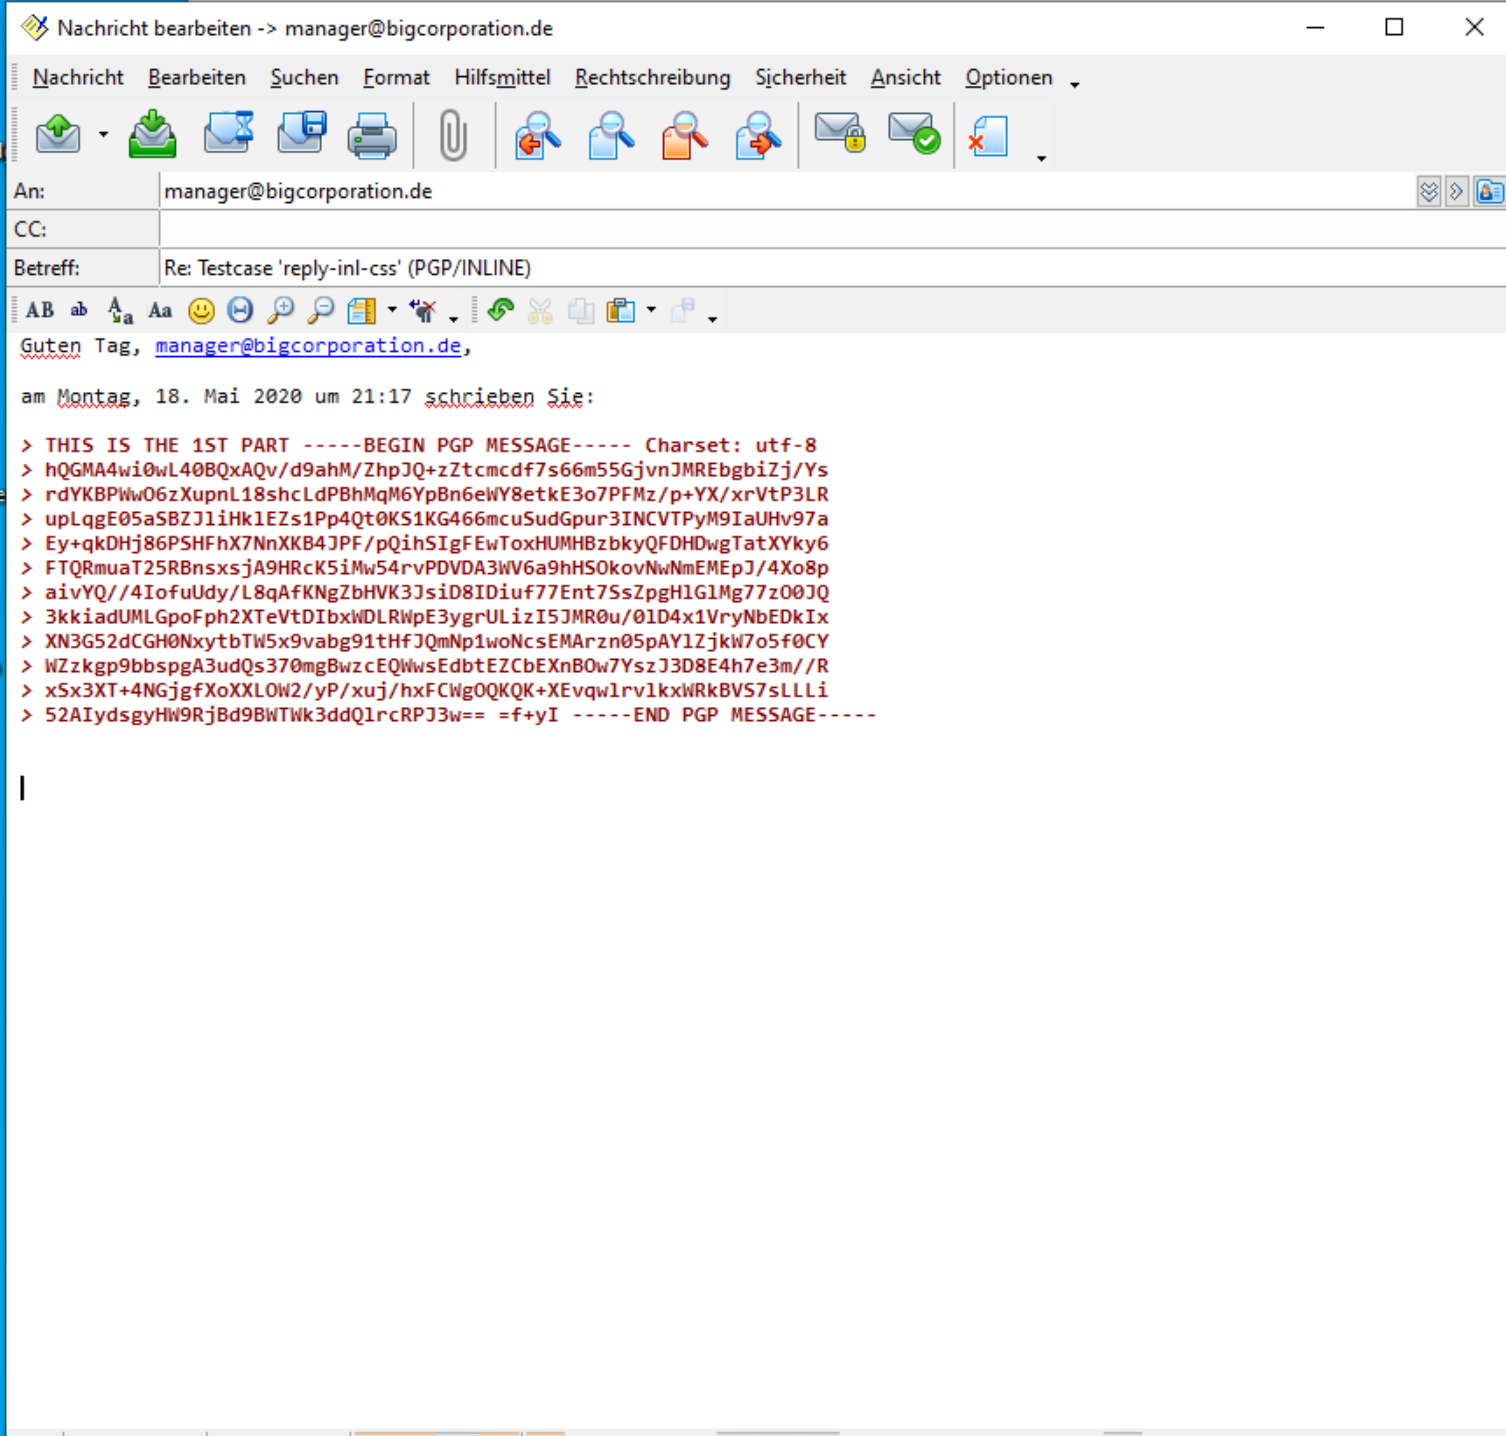 Nachricht bearbeiten -> manager@bigcorporation.de
Nachricht Bearbeiten Suchen Format Hilfsmittel Rechtschreibung Sicherheit Ansicht Optionen
An: manager@bigcorporation.de
CC:
Betreff: Re: Testcase 'reply-inl-css' (PGP/INLINE)
AB ab Aa Aa
Guten Tag, manager@bigcorporation.de,
am Montag, 18. Mai 2020 um 21:17 schrieben Sie:
> THIS IS THE 1ST PART -----BEGIN PGP MESSAGE----- Charset: utf-8
> hQGMA4wi0wL40BQxAQv/d9ahM/ZhpJQ+zZtcmcdf7s66m55GjvnJMREbgbiZj/Ys
> rdYKBPWwO6zXupnL18shcLdPBhMqM6YpBn6eWY8etkE3o7PFMz/p+YX/xrVtP3LR
> upLqgE05aSBZJliHklEZs1Pp4Qt0KS1KG466mcuSudGpur3INCVTPyM9IaUHv97a
> Ey+qkDHj86PSHFhX7NnXKB4JPF/pQihSIgFEwToxHUMHBzbkyQFDHDwgTatXYky6
> FTQRmuaT25RBnsxsjA9HRcK5iMw54rvPDVDA3WV6a9hHSOkovNwNmEMEpJ/4Xo8p
> aivYQ//4IofuUdy/L8qAfKNgZbHVK3JsiD8IDiuf77Ent7SsZpgHlGlMg77zO0JQ
> 3kkiadUMLGpoFph2XTeVtDIbxWDLRWpE3ygrULizI5JMR0u/0lD4x1VryNbEDkIx
> XN3G52dCGH0NxytbTW5x9vabg91tHfJQmNp1woNcsEMArzn05pAYlZjkW7o5f0CY
> WZzkgp9bbspgA3udQs370mgBwzcEQWwsEdbtEZCbEXnBOw7YszJ3D8E4h7e3m//R
> xSx3XT+4NGjgfXoXXLOW2/yP/xuj/hxFCWgOQKQK+XEvqwlrvlkxWRkBVS7sLLLi
> 52AIydsgyHW9RjBd9BWTWk3ddQlrcRPJ3w== =f+yI -----END PGP MESSAGE-----